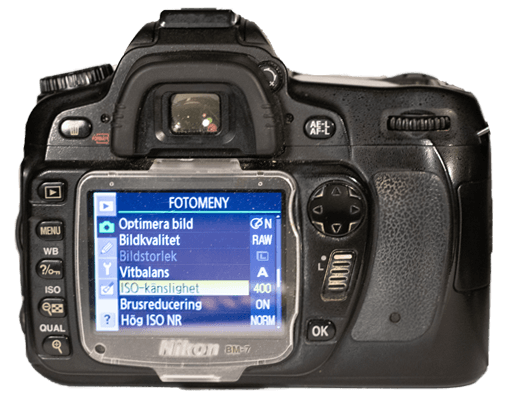 AE-L
AF-L
FOTOMENY
Optimera bild N
Bildkvalitet RAW
Bildstorlek L
Vitbalans A
ISO-känslighet 400
Brusreducering ON
Hög ISO NR NORM
MENU
WB
?
ISO
QUAL
L
OK
?
Nikon BM-7